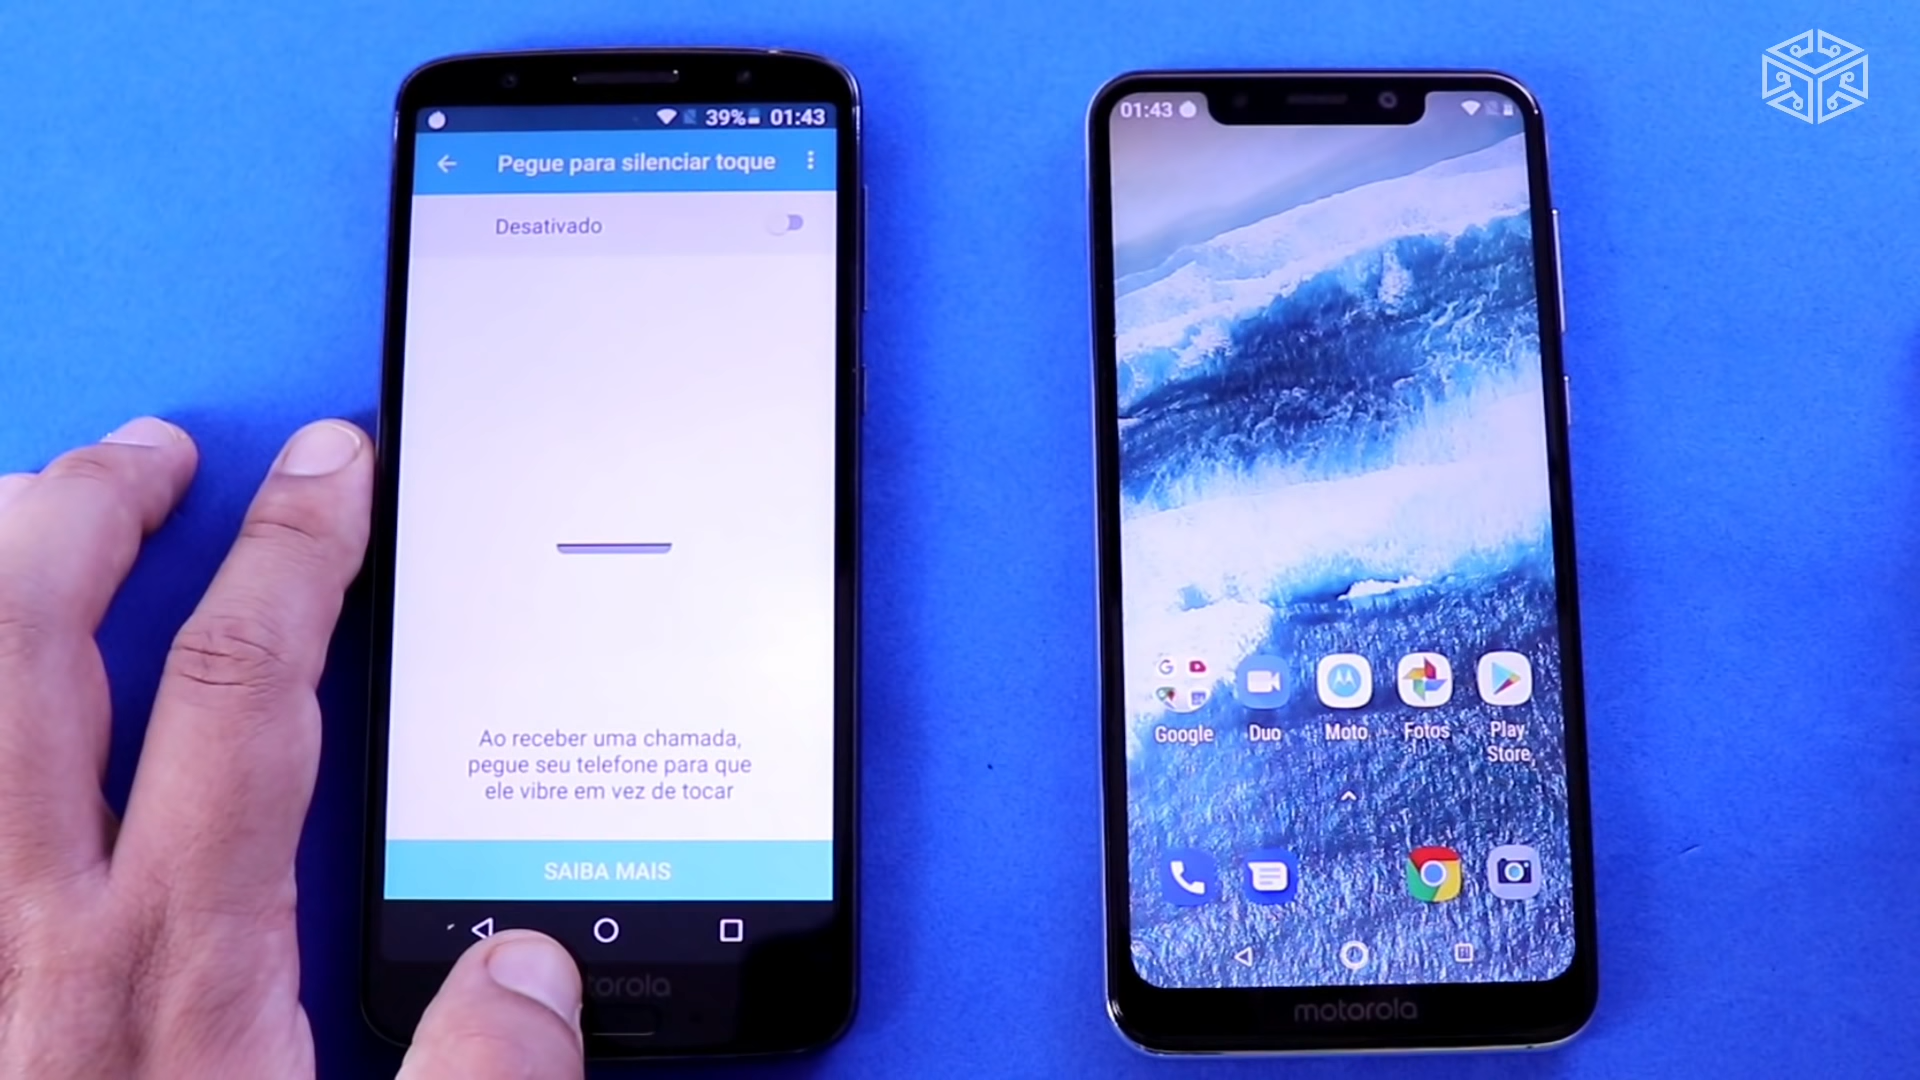 39% 01:43
Pegue para silenciar toque
Desativado
Ao receber uma chamada,
pegue seu telefone para que
ele vibre em vez de tocar
SAIBA MAIS
torola
01:43
Google Duo Moto Fotos Play
Store
motorola